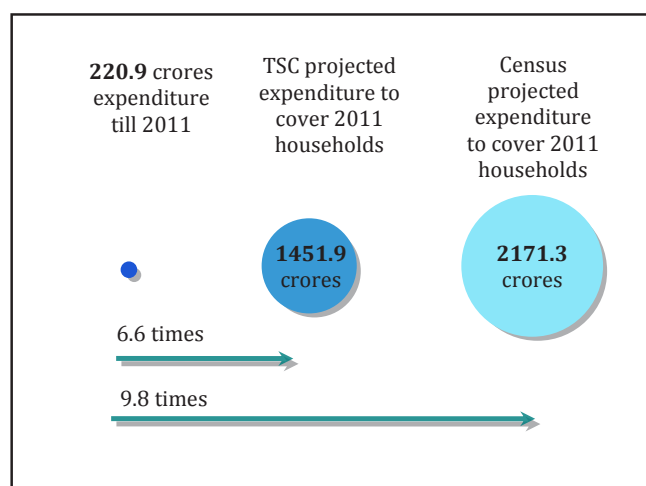 220.9 crores
expenditure
till 2011
TSC projected
expenditure to
cover 2011
households
Census
projected
expenditure
to cover 2011
households
1451.9
crores
2171.3
crores
6.6 times
9.8 times